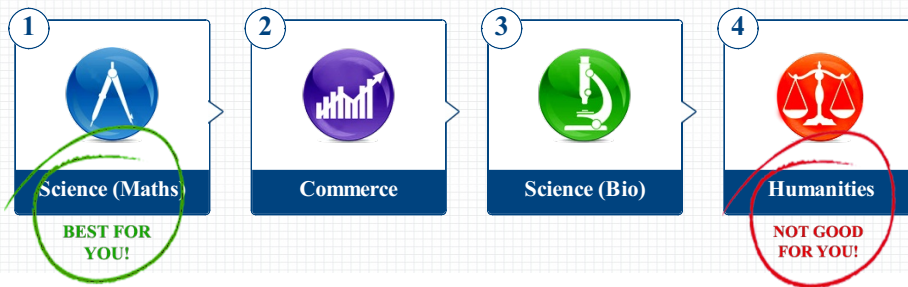 1
2
3
4
Science (Maths)
Commerce
Science (Bio)
Humanities
BEST FOR
YOU!
NOT GOOD
FOR YOU!